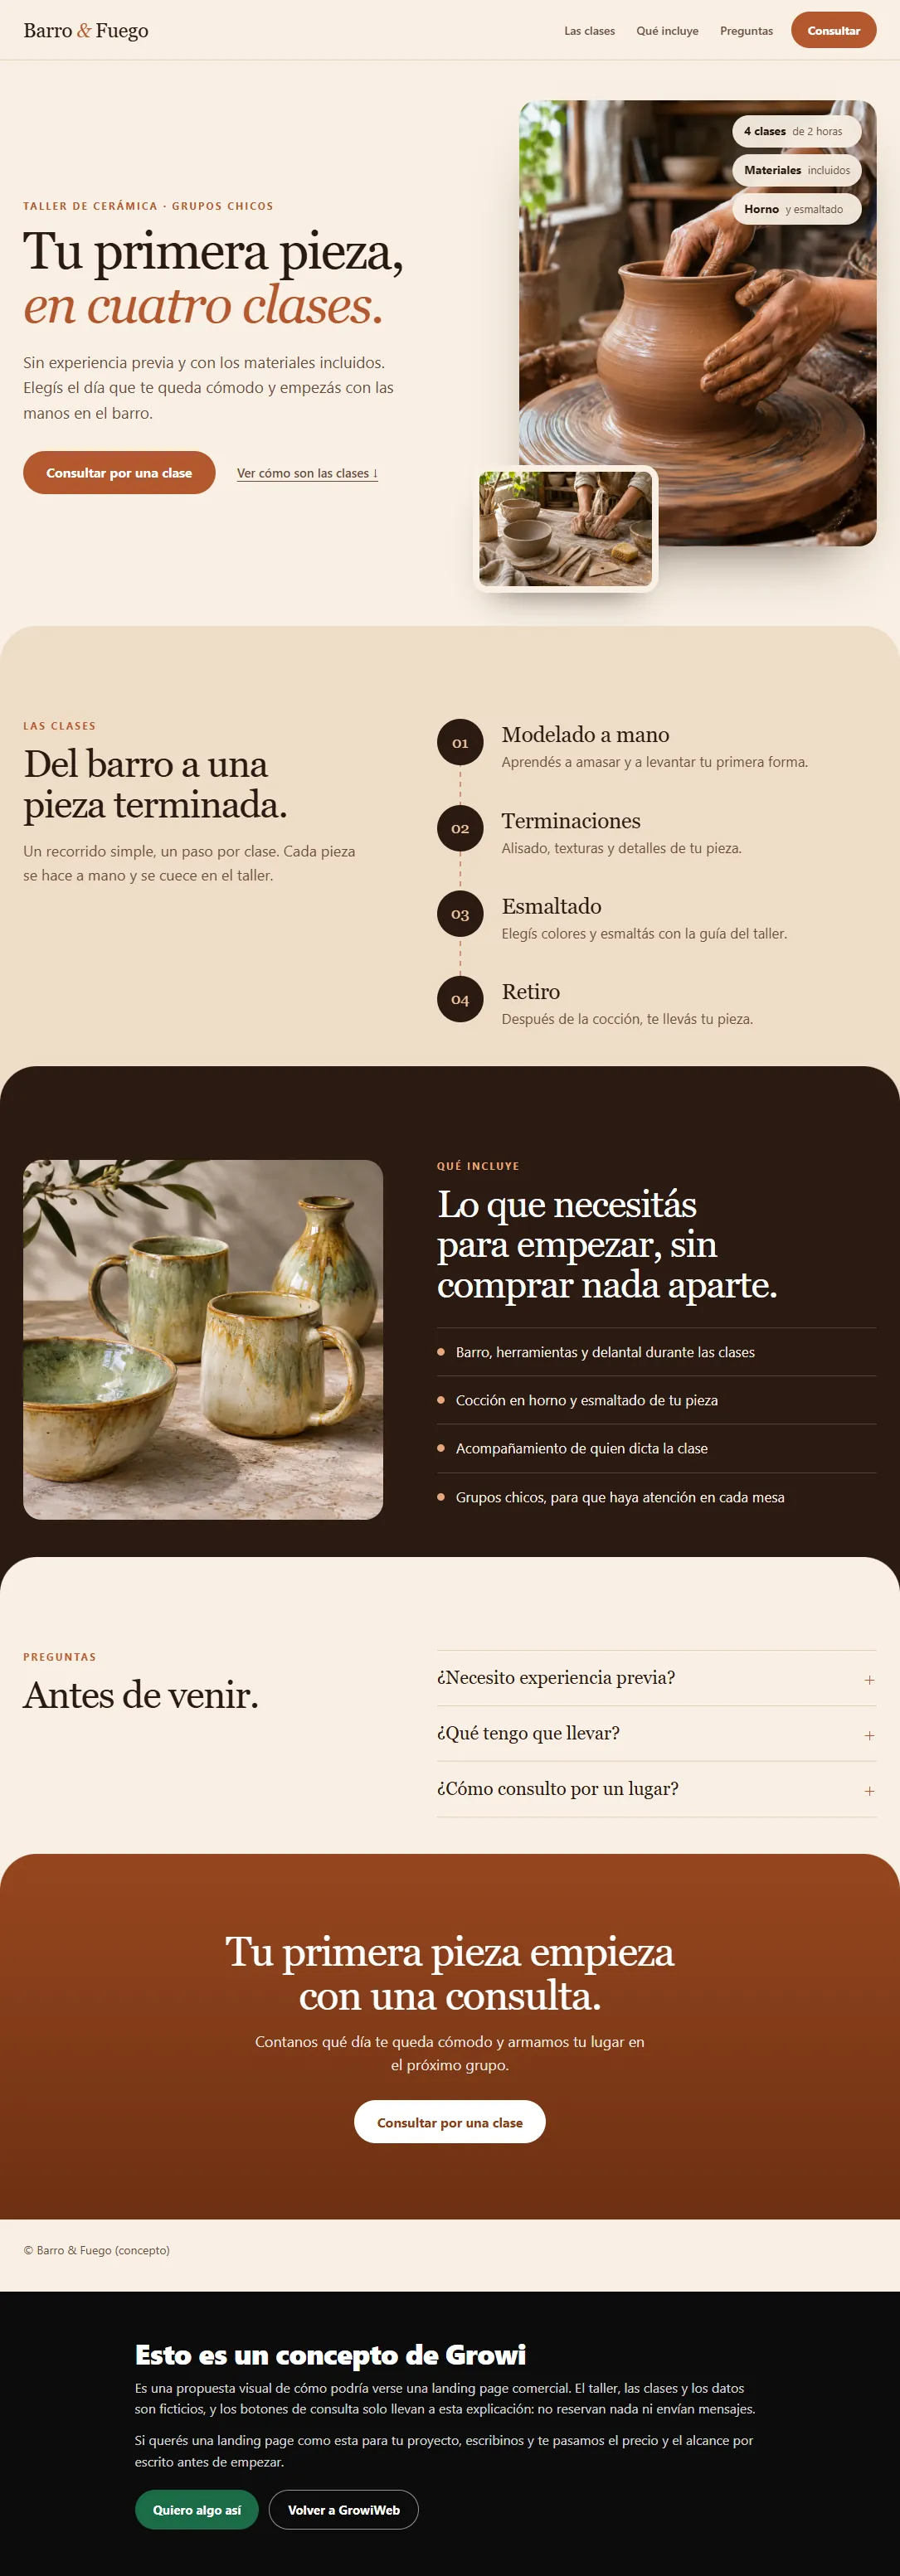 Barro & Fuego
Las clases
Qué incluye
Preguntas
Consultar
4 clases de 2 horas
Materiales incluidos
Horno y esmaltado
TALLER DE CERÁMICA · GRUPOS CHICOS
Tu primera pieza,
en cuatro clases.
Sin experiencia previa y con los materiales incluidos.
Elegís el día que te queda cómodo y empezás con las
manos en el barro.
Consultar por una clase
Ver cómo son las clases ↓
LAS CLASES
Del barro a una
pieza terminada.
Un recorrido simple, un paso por clase. Cada pieza
se hace a mano y se cuece en el taller.
01
Modelado a mano
Aprendés a amasar y a levantar tu primera forma.
02
Terminaciones
Alisado, texturas y detalles de tu pieza.
03
Esmaltado
Elegís colores y esmaltás con la guía del taller.
04
Retiro
Después de la cocción, te llevás tu pieza.
QUÉ INCLUYE
Lo que necesitás
para empezar, sin
comprar nada aparte.
Barro, herramientas y delantal durante las clases
Cocción en horno y esmaltado de tu pieza
Acompañamiento de quien dicta la clase
Grupos chicos, para que haya atención en cada mesa
PREGUNTAS
Antes de venir.
¿Necesito experiencia previa? +
¿Qué tengo que llevar? +
¿Cómo consulto por un lugar? +
Tu primera pieza empieza
con una consulta.
Contanos qué día te queda cómodo y armamos tu lugar en
el próximo grupo.
Consultar por una clase
© Barro & Fuego (concepto)
Esto es un concepto de Growi
Es una propuesta visual de cómo podría verse una landing page comercial. El taller, las clases y los datos
son ficticios, y los botones de consulta solo llevan a esta explicación: no reservan nada ni envían mensajes.
Si querés una landing page como esta para tu proyecto, escribinos y te pasamos el precio y el alcance por
escrito antes de empezar.
Quiero algo así
Volver a GrowiWeb